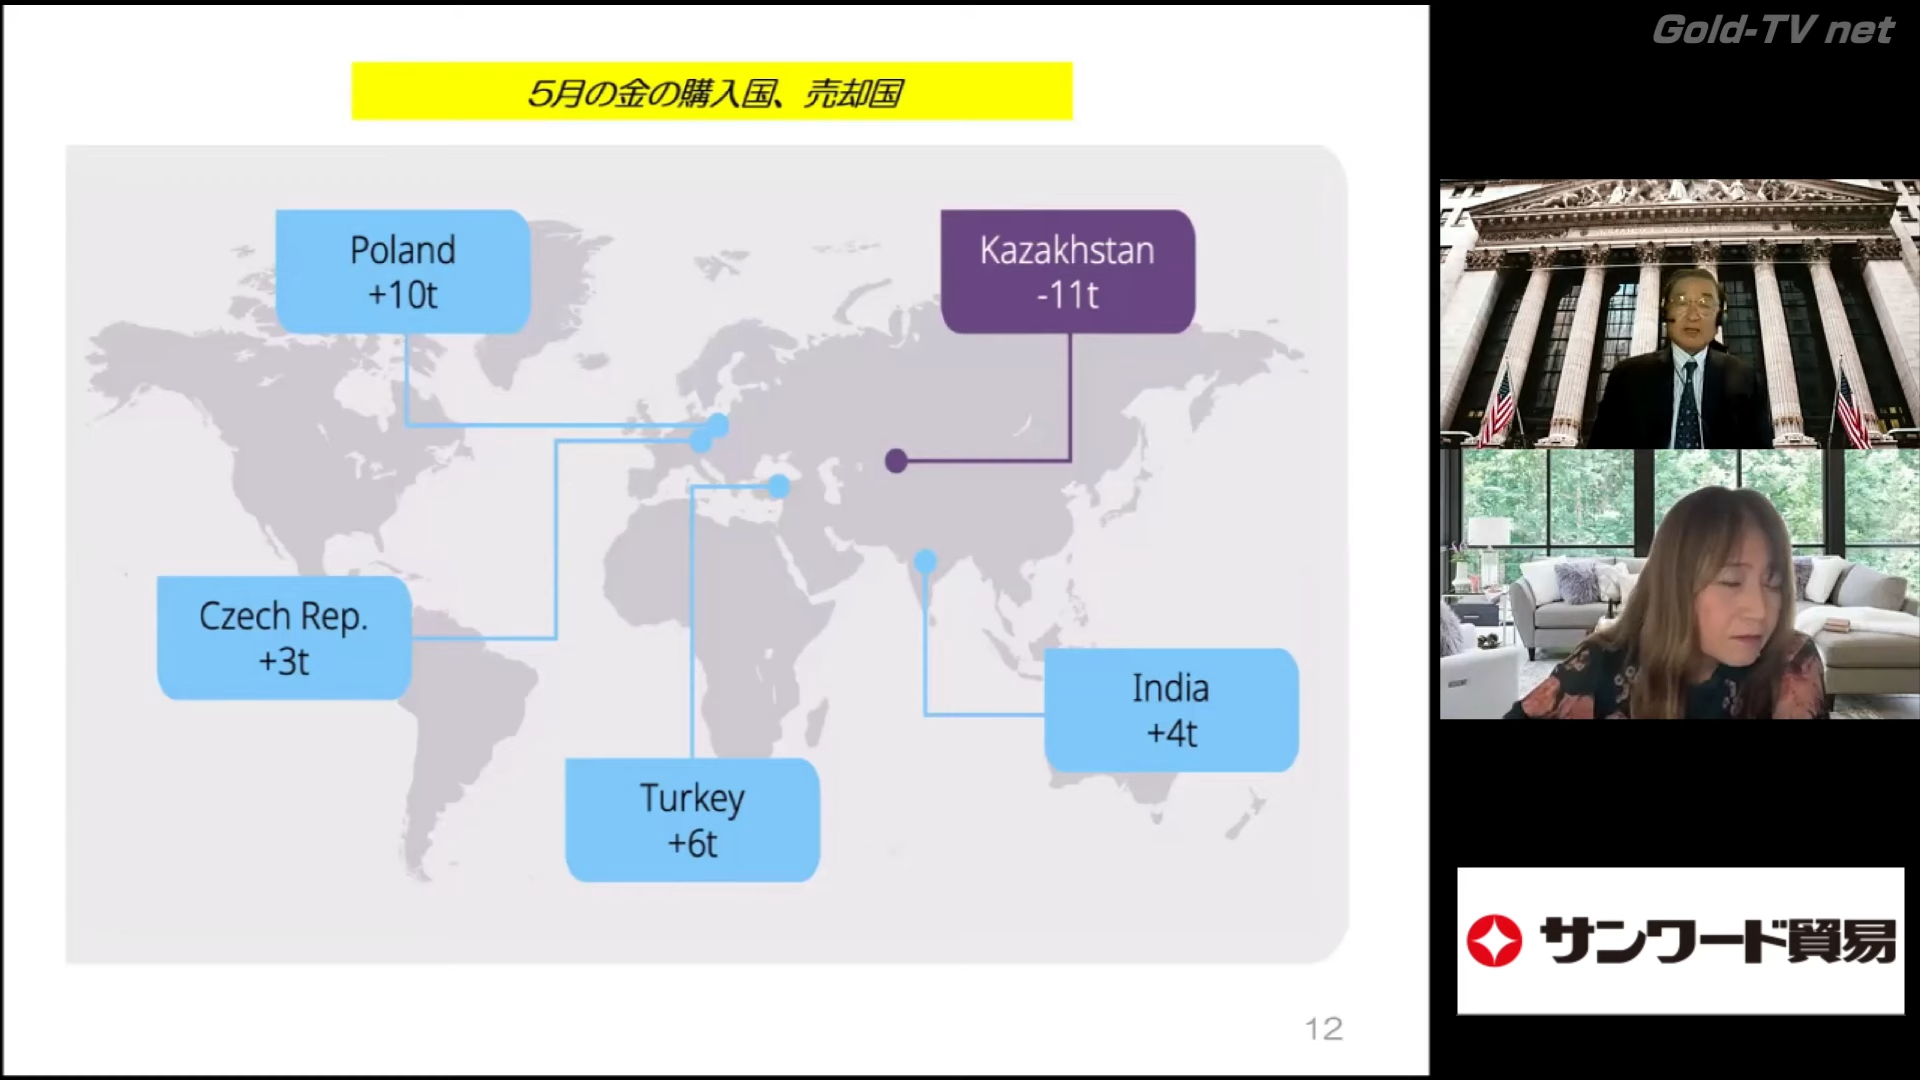 Gold-TV net
5月の金の購入国、売却国
Poland
+10t
Kazakhstan
-11t
Czech Rep.
+3t
India
+4t
Turkey
+6t
サンワード貿易
12